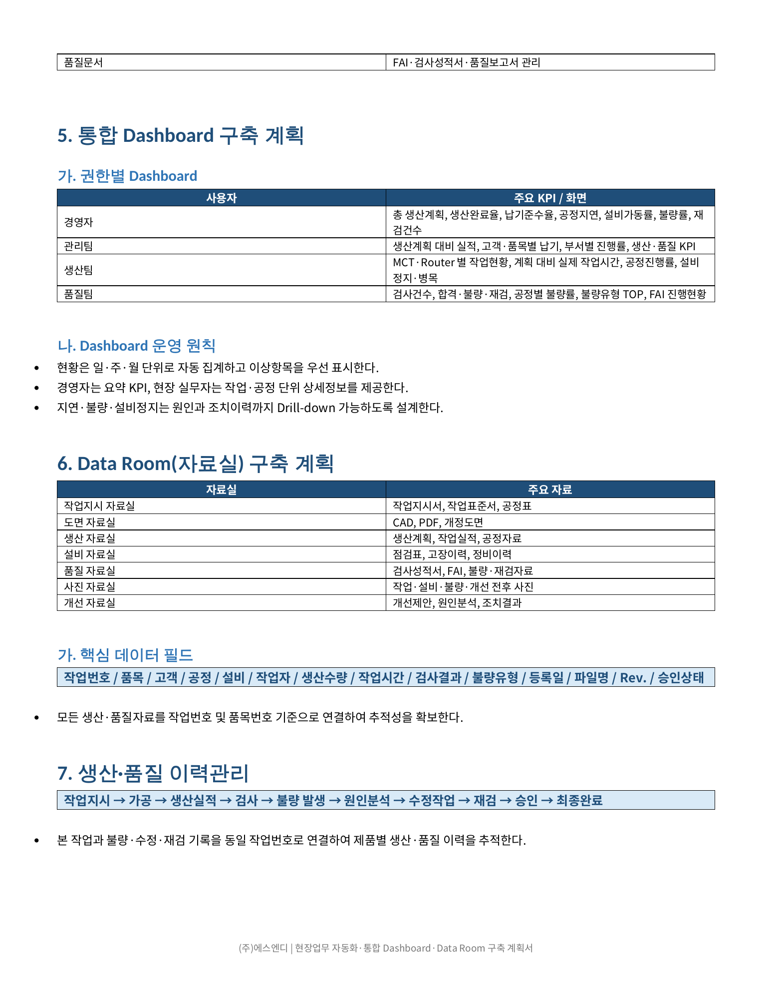 품질문서 FAI·검사성적서·품질보고서 관리
5. 통합 Dashboard 구축 계획
가. 권한별 Dashboard
사용자 주요 KPI / 화면
경영자 총 생산계획, 생산완료율, 납기준수율, 공정지연, 설비가동률, 불량률, 재
검건수
관리팀 생산계획 대비 실적, 고객·품목별 납기, 부서별 진행률, 생산·품질 KPI
생산팀 MCT·Router 별 작업현황, 계획 대비 실제 작업시간, 공정진행률, 설비
정지·병목
품질팀 검사건수, 합격·불량·재검, 공정별 불량률, 불량유형 TOP, FAI 진행현황
나. Dashboard 운영 원칙
• 현황은 일·주·월 단위로 자동 집계하고 이상항목을 우선 표시한다.
• 경영자는 요약 KPI, 현장 실무자는 작업·공정 단위 상세정보를 제공한다.
• 지연·불량·설비정지는 원인과 조치이력까지 Drill-down 가능하도록 설계한다.
6. Data Room(자료실) 구축 계획
자료실 주요 자료
작업지시 자료실 작업지시서, 작업표준서, 공정표
도면 자료실 CAD, PDF, 개정도면
생산 자료실 생산계획, 작업실적, 공정자료
설비 자료실 점검표, 고장이력, 정비이력
품질 자료실 검사성적서, FAI, 불량·재검자료
사진 자료실 작업·설비·불량·개선 전후 사진
개선 자료실 개선제안, 원인분석, 조치결과
가. 핵심 데이터 필드
작업번호 / 품목 / 고객 / 공정 / 설비 / 작업자 / 생산수량 / 작업시간 / 검사결과 / 불량유형 / 등록일 / 파일명 / Rev. / 승인상태
• 모든 생산·품질자료를 작업번호 및 품목번호 기준으로 연결하여 추적성을 확보한다.
7. 생산·품질 이력관리
작업지시 → 가공 → 생산실적 → 검사 → 불량 발생 → 원인분석 → 수정작업 → 재검 → 승인 → 최종완료
• 본 작업과 불량·수정·재검 기록을 동일 작업번호로 연결하여 제품별 생산·품질 이력을 추적한다.
(주)에스엔디 | 현장업무 자동화·통합 Dashboard·Data Room 구축 계획서